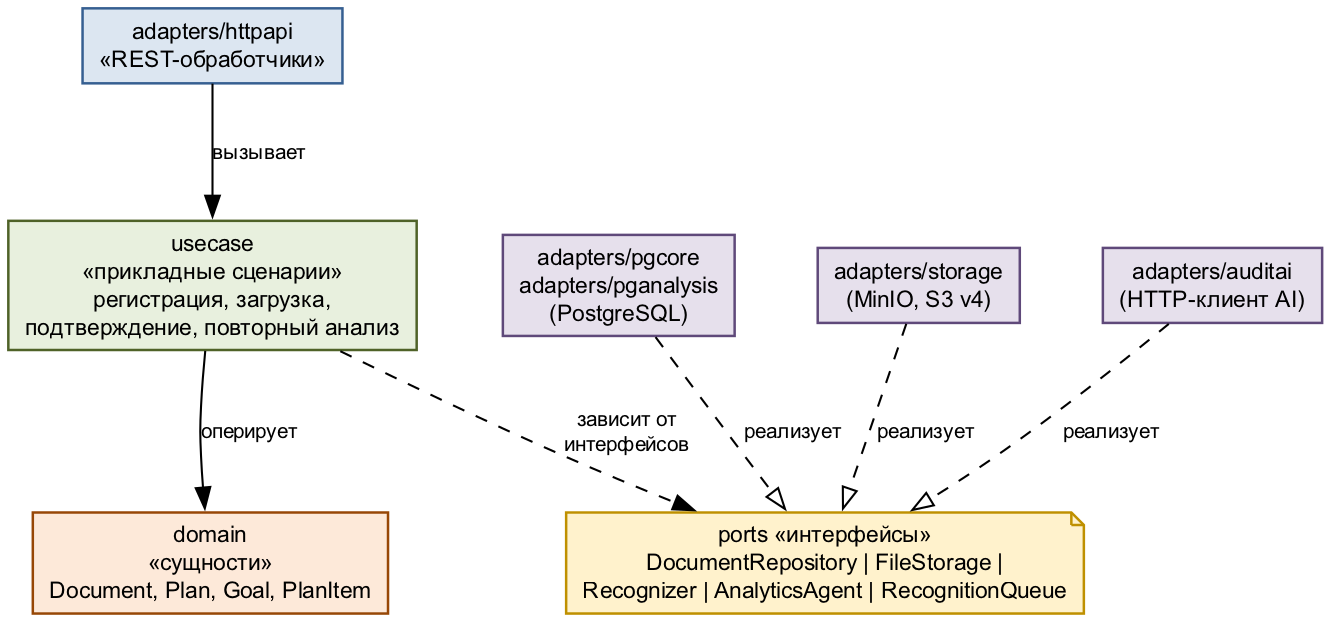 adapters/httpapi
«REST-обработчики»
вызывает
usecase
«прикладные сценарии»
регистрация, загрузка,
подтверждение, повторный анализ
adapters/pgcore
adapters/pganalysis
(PostgreSQL)
adapters/storage
(MinIO, S3 v4)
adapters/auditai
(HTTP-клиент AI)
оперирует
зависит от
интерфейсов
реализует
реализует
реализует
domain
«сущности»
Document, Plan, Goal, PlanItem
ports «интерфейсы»
DocumentRepository | FileStorage |
Recognizer | AnalyticsAgent | RecognitionQueue